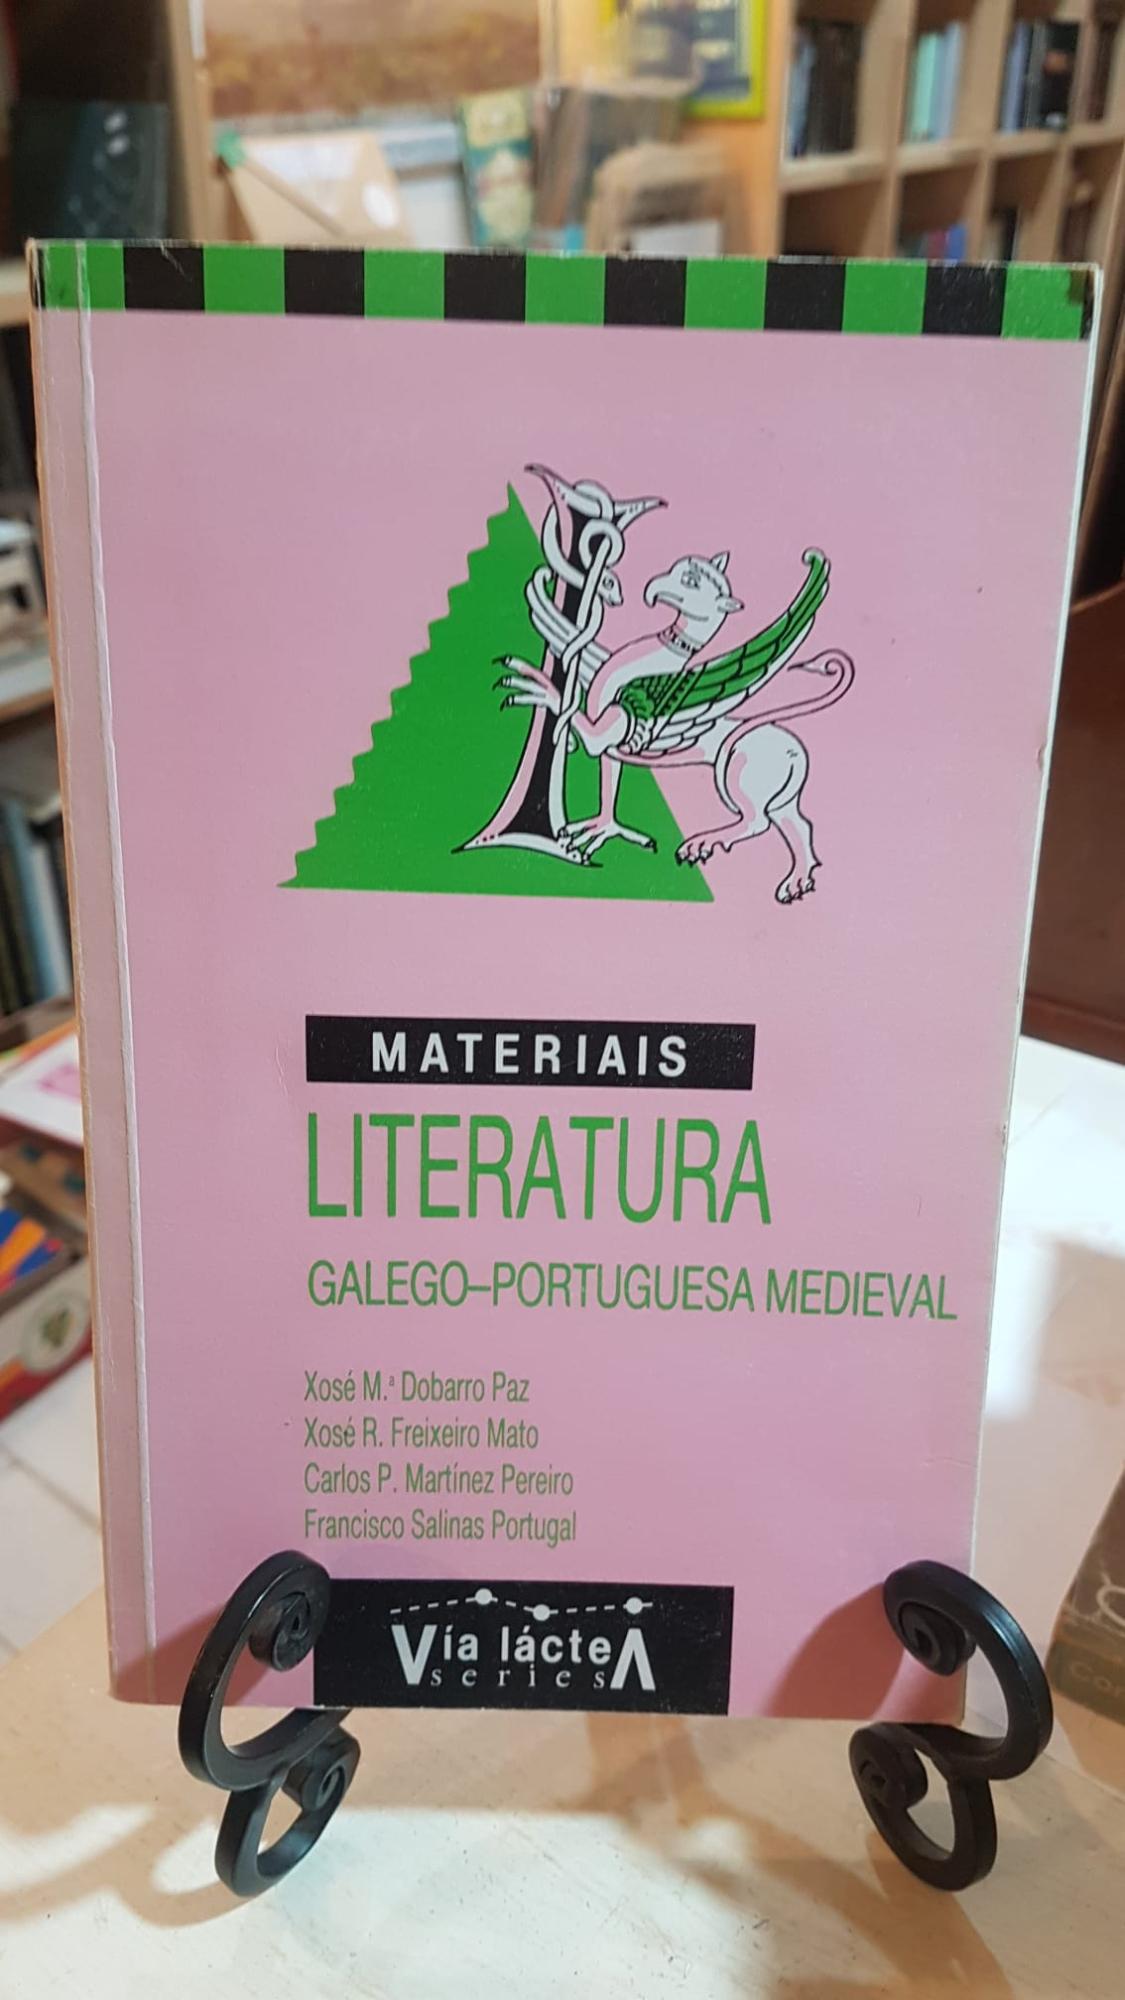 MATERIAIS
LITERATURA
GALEGO–PORTUGUESA MEDIEVAL
Xosé M.ª Dobarro Paz
Xosé R. Freixeiro Mato
Carlos P. Martínez Pereiro
Francisco Salinas Portugal
Vía lácteA
series